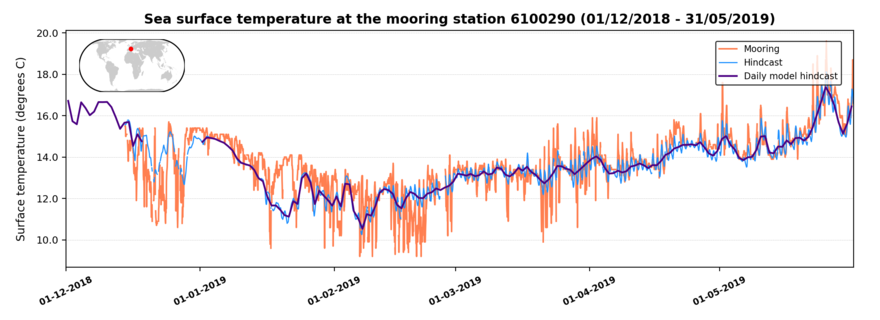 Sea surface temperature at the mooring station 6100290 (01/12/2018 - 31/05/2019)
Surface temperature (degrees C)
20.0
18.0
16.0
14.0
12.0
10.0
Mooring
Hindcast
Daily model hindcast
01-12-2018
01-01-2019
01-02-2019
01-03-2019
01-04-2019
01-05-2019